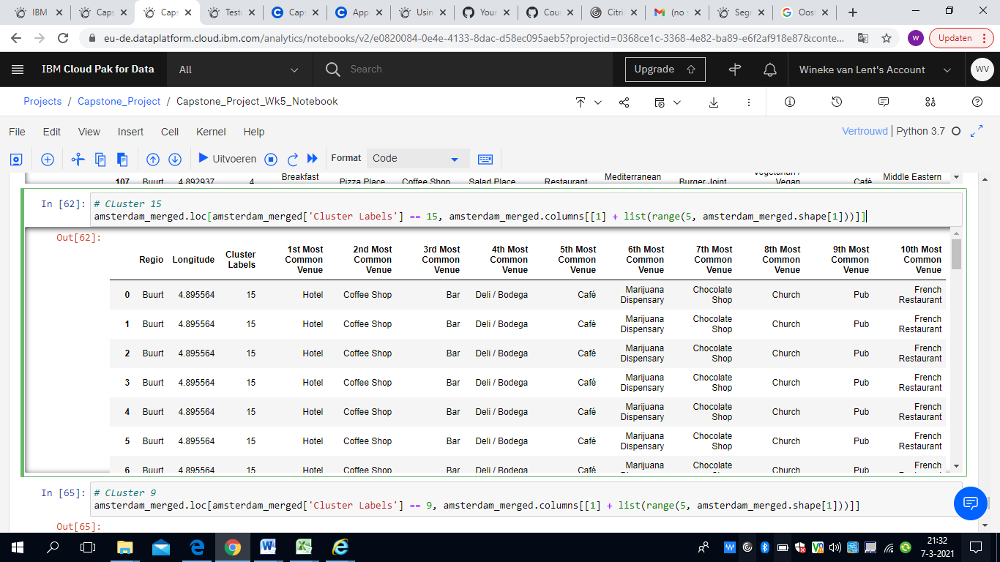 IBM
Caps
Caps
Testi
Caps
Appl
Usin
Your
Cour
Citri
(no s
Segr
Oost
eu-de.dataplatform.cloud.ibm.com/analytics/notebooks/v2/e0820084-0e4e-4133-8dac-d58ec095aeb5?projectid=0368ce1c-3368-4e82-ba89-e6f2af918e87&conte...
W
Updaten
IBM Cloud Pak for Data
All
Search
Upgrade
Wineke van Lent's Account
WV
Projects / Capstone_Project / Capstone_Project_Wk5_Notebook
File Edit View Insert Cell Kernel Help
Vertrouwd | Python 3.7
Uitvoeren
Format
Code
107 Buurt 4.892937 4 Breakfast Pizza Place Coffee Shop Salad Place Restaurant Mediterranean Burger Joint Vegetarian / Vegan Café Middle Eastern
In [62]:
# CLuster 15
amsterdam_merged.loc[amsterdam_merged['Cluster Labels'] == 15, amsterdam_merged.columns[[1] + list(range(5, amsterdam_merged.shape[1]))]]
Out[62]:
Regio Longitude Cluster Labels 1st Most Common Venue 2nd Most Common Venue 3rd Most Common Venue 4th Most Common Venue 5th Most Common Venue 6th Most Common Venue 7th Most Common Venue 8th Most Common Venue 9th Most Common Venue 10th Most Common Venue
0 Buurt 4.895564 15 Hotel Coffee Shop Bar Deli / Bodega Café Marijuana Dispensary Chocolate Shop Church Pub French Restaurant
1 Buurt 4.895564 15 Hotel Coffee Shop Bar Deli / Bodega Café Marijuana Dispensary Chocolate Shop Church Pub French Restaurant
2 Buurt 4.895564 15 Hotel Coffee Shop Bar Deli / Bodega Café Marijuana Dispensary Chocolate Shop Church Pub French Restaurant
3 Buurt 4.895564 15 Hotel Coffee Shop Bar Deli / Bodega Café Marijuana Dispensary Chocolate Shop Church Pub French Restaurant
4 Buurt 4.895564 15 Hotel Coffee Shop Bar Deli / Bodega Café Marijuana Dispensary Chocolate Shop Church Pub French Restaurant
5 Buurt 4.895564 15 Hotel Coffee Shop Bar Deli / Bodega Café Marijuana Dispensary Chocolate Shop Church Pub French Restaurant
6 Buurt 4.895564 15 Hotel Coffee Shop Bar Deli / Bodega Café Marijuana Chocolate Church Pub French
In [65]:
# CLuster 9
amsterdam_merged.loc[amsterdam_merged['Cluster Labels'] == 9, amsterdam_merged.columns[[1] + list(range(5, amsterdam_merged.shape[1]))]]
Out[65]:
21:32
7-3-2021